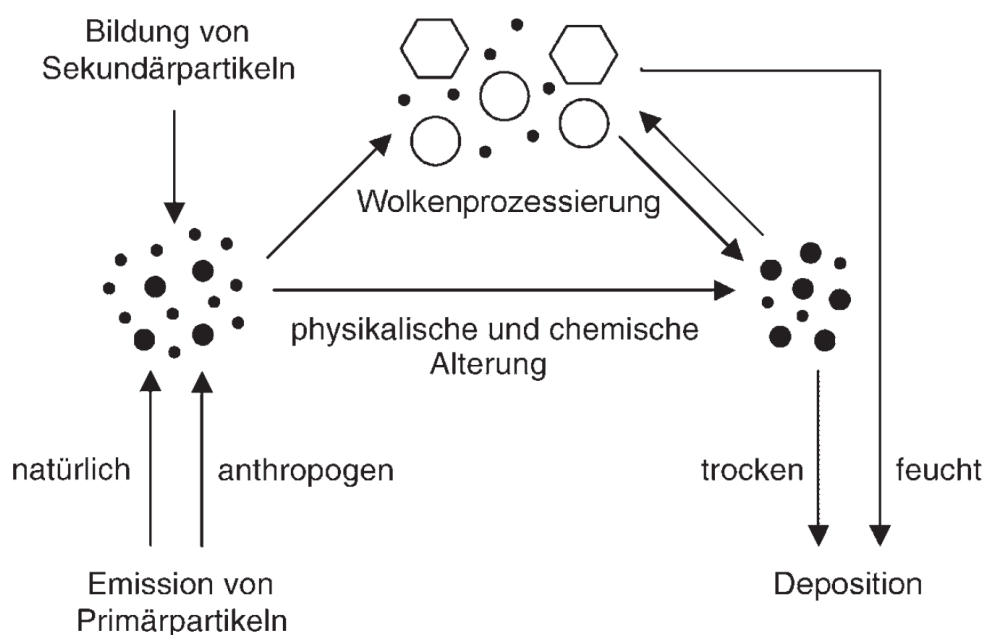 Bildung von
Sekundärpartikeln
Wolkenprozessierung
physikalische und chemische
Alterung
natürlich
anthropogen
trocken
feucht
Emission von
Primärpartikeln
Deposition